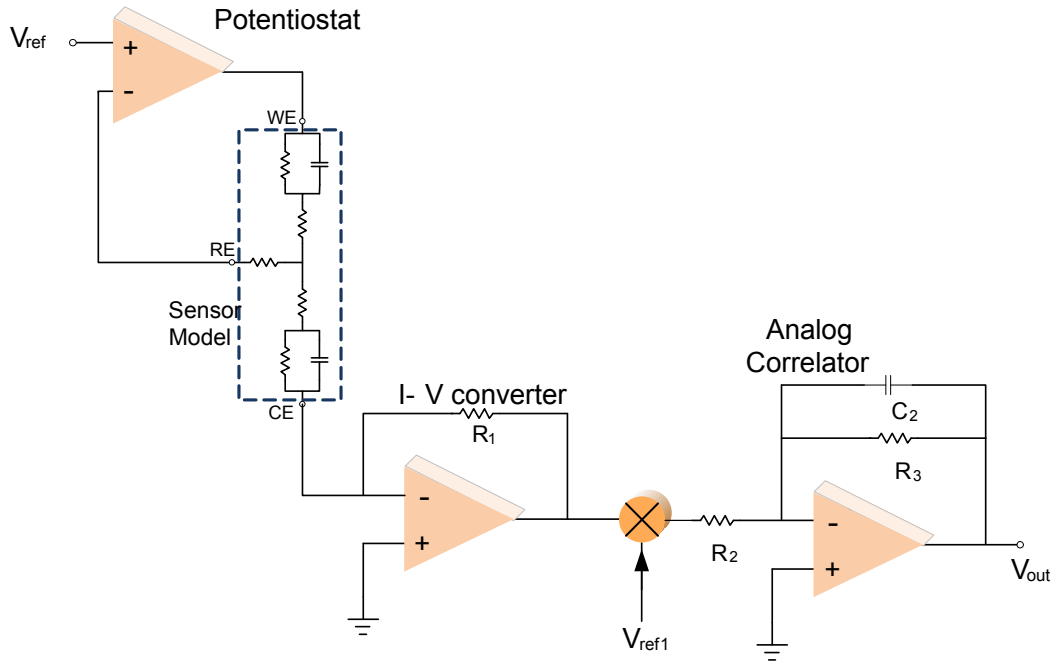 Potentiostat
Vref
+
-
WE
RE
Sensor
Model
CE
I- V converter
R1
-
+
Vref1
R2
Analog
Correlator
C2
R3
-
+
Vout